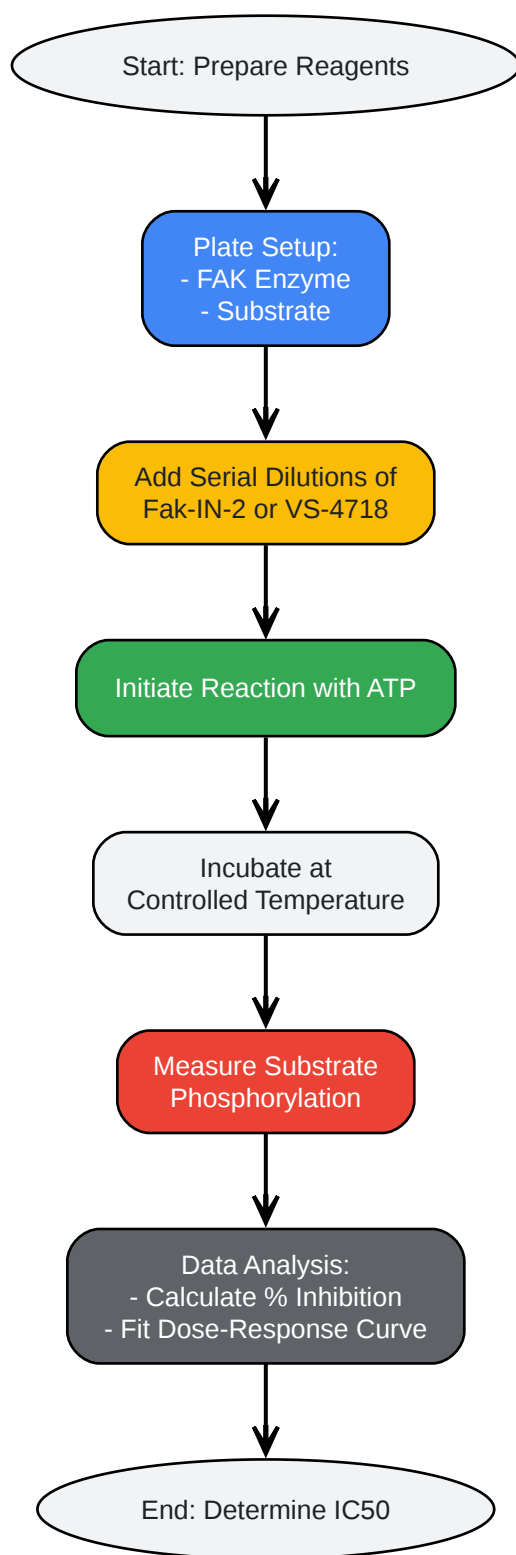 Start: Prepare Reagents
Plate Setup:
- FAK Enzyme
- Substrate
Add Serial Dilutions of
Fak-IN-2 or VS-4718
Initiate Reaction with ATP
Incubate at
Controlled Temperature
Measure Substrate
Phosphorylation
Data Analysis:
- Calculate % Inhibition
- Fit Dose-Response Curve
End: Determine IC50